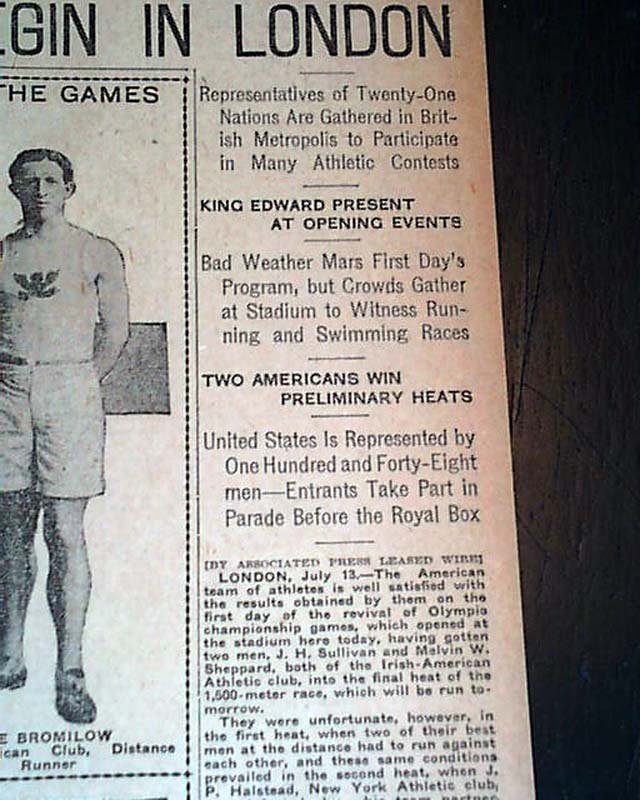 EGIN IN LONDON
THE GAMES
E BROMILOW
ican Club, Distance
Runner
Representatives of Twenty-One
Nations Are Gathered in Brit-
ish Metropolis to Participate
in Many Athletic Contests
KING EDWARD PRESENT
AT OPENING EVENTS
Bad Weather Mars First Day's
Program, but Crowds Gather
at Stadium to Witness Run-
ning and Swimming Races
TWO AMERICANS WIN
PRELIMINARY HEATS
United States Is Represented by
One Hundred and Forty-Eight
men—Entrants Take Part in
Parade Before the Royal Box
[BY ASSOCIATED PRESS LEASED WIRE]
LONDON, July 13.—The American
team of athletes is well satisfied with
the results obtained by them on the
first day of the revival of Olympic
championship games, which opened at
the stadium here today, having gotten
two men, J. H. Sullivan and Melvin W.
Sheppard, both of the Irish-American
Athletic club, into the final heat of the
1,500-meter race, which will be run to-
morrow.
They were unfortunate, however, in
the first heat, when two of their best
men at the distance had to run against
each other, and these same conditions
prevailed in the second heat, when J.
P. Halstead, New York Athletic club,